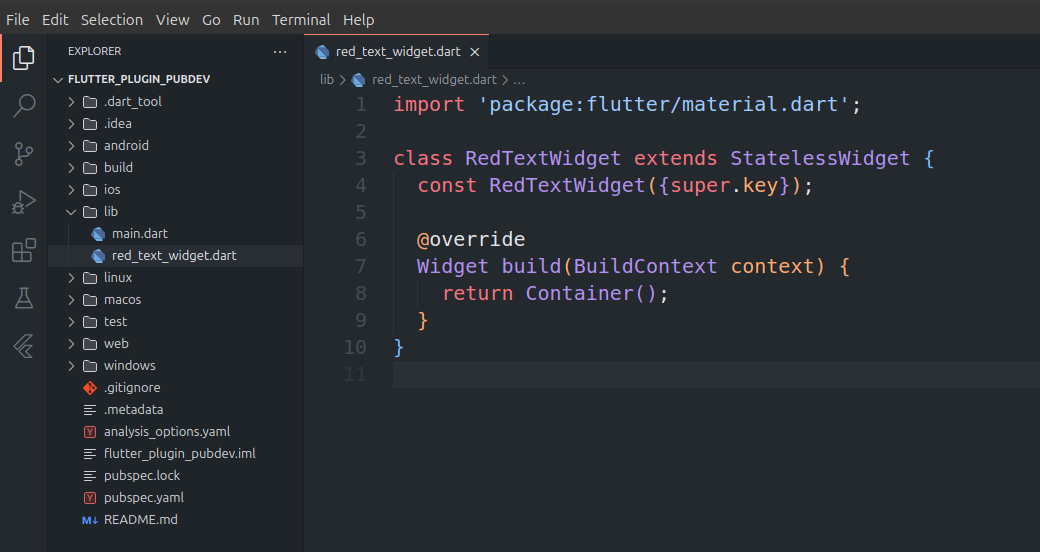 File Edit Selection View Go Run Terminal Help
EXPLORER ...
FLUTTER_PLUGIN_PUBDEV
.dart_tool
.idea
android
build
ios
lib
main.dart
red_text_widget.dart
linux
macos
test
web
windows
.gitignore
.metadata
Y analysis_options.yaml
flutter_plugin_pubdev.iml
pubspec.lock
Y pubspec.yaml
M↓ README.md
red_text_widget.dart ×
lib > red_text_widget.dart > ...
1 import 'package:flutter/material.dart';
2
3 class RedTextWidget extends StatelessWidget {
4 const RedTextWidget({super.key});
5
6 @override
7 Widget build(BuildContext context) {
8 return Container();
9 }
10 }
11